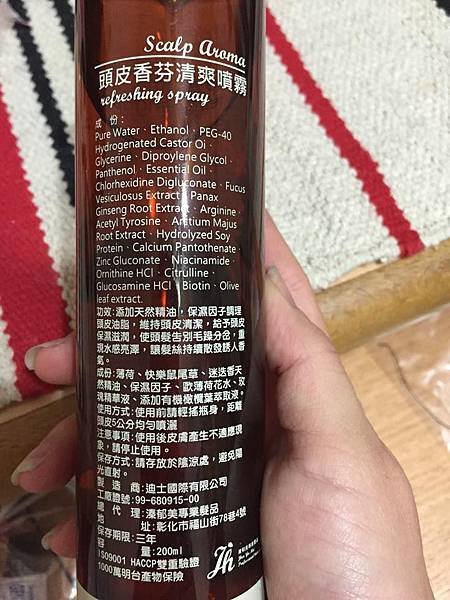 Scalp Aroma
頭皮香芬清爽噴霧
refreshing spray
成 份:
Pure Water、Ethanol、PEG-40
Hydrogenated Castor Oi、
Glycerine、Diproylene Glycol、
Panthenol、Essential Oil、
Chlorhexidine Digluconate、Fucus
Vesiculosus Extract、Panax
Ginseng Root Extract、Arginine、
Acetyl Tyrosine、Arctium Majus
Root Extract、Hydrolyzed Soy
Protein、Calcium Pantothenate、
Zinc Gluconate、Niacinamide、
Ornithine HCl、Citrulline、
Glucosamine HCl、Biotin、Olive
leaf extract.
功效:添加天然精油，保濕因子調理
頭皮油脂，維持頭皮清潔，給予頭皮
保濕滋潤，使頭髮告別毛躁分岔，重
現水感亮澤，讓髮絲持續散發誘人香
氣。
成份:薄荷、快樂鼠尾草、迷迭香天
然精油、保濕因子、歐薄荷花水、玫
瑰精華液、添加有機橄欖葉萃取液。
使用方式:使用前請輕搖瓶身，距離
頭皮5公分均勻噴灑
注意事項:使用後皮膚產生不適應現
象，請停止使用。
保存方式:請存放於陰涼處，避免陽
光直射。
製 造 商:迪士國際有限公司
工廠證號:99-680915-00
總 代 理:溱郁美專業髮品
地 址:彰化市福山街78巷4號
保存期限:三年
容 量:200ml
ISO9001 HACCP雙重驗證
1000萬明台產物保險
Jh